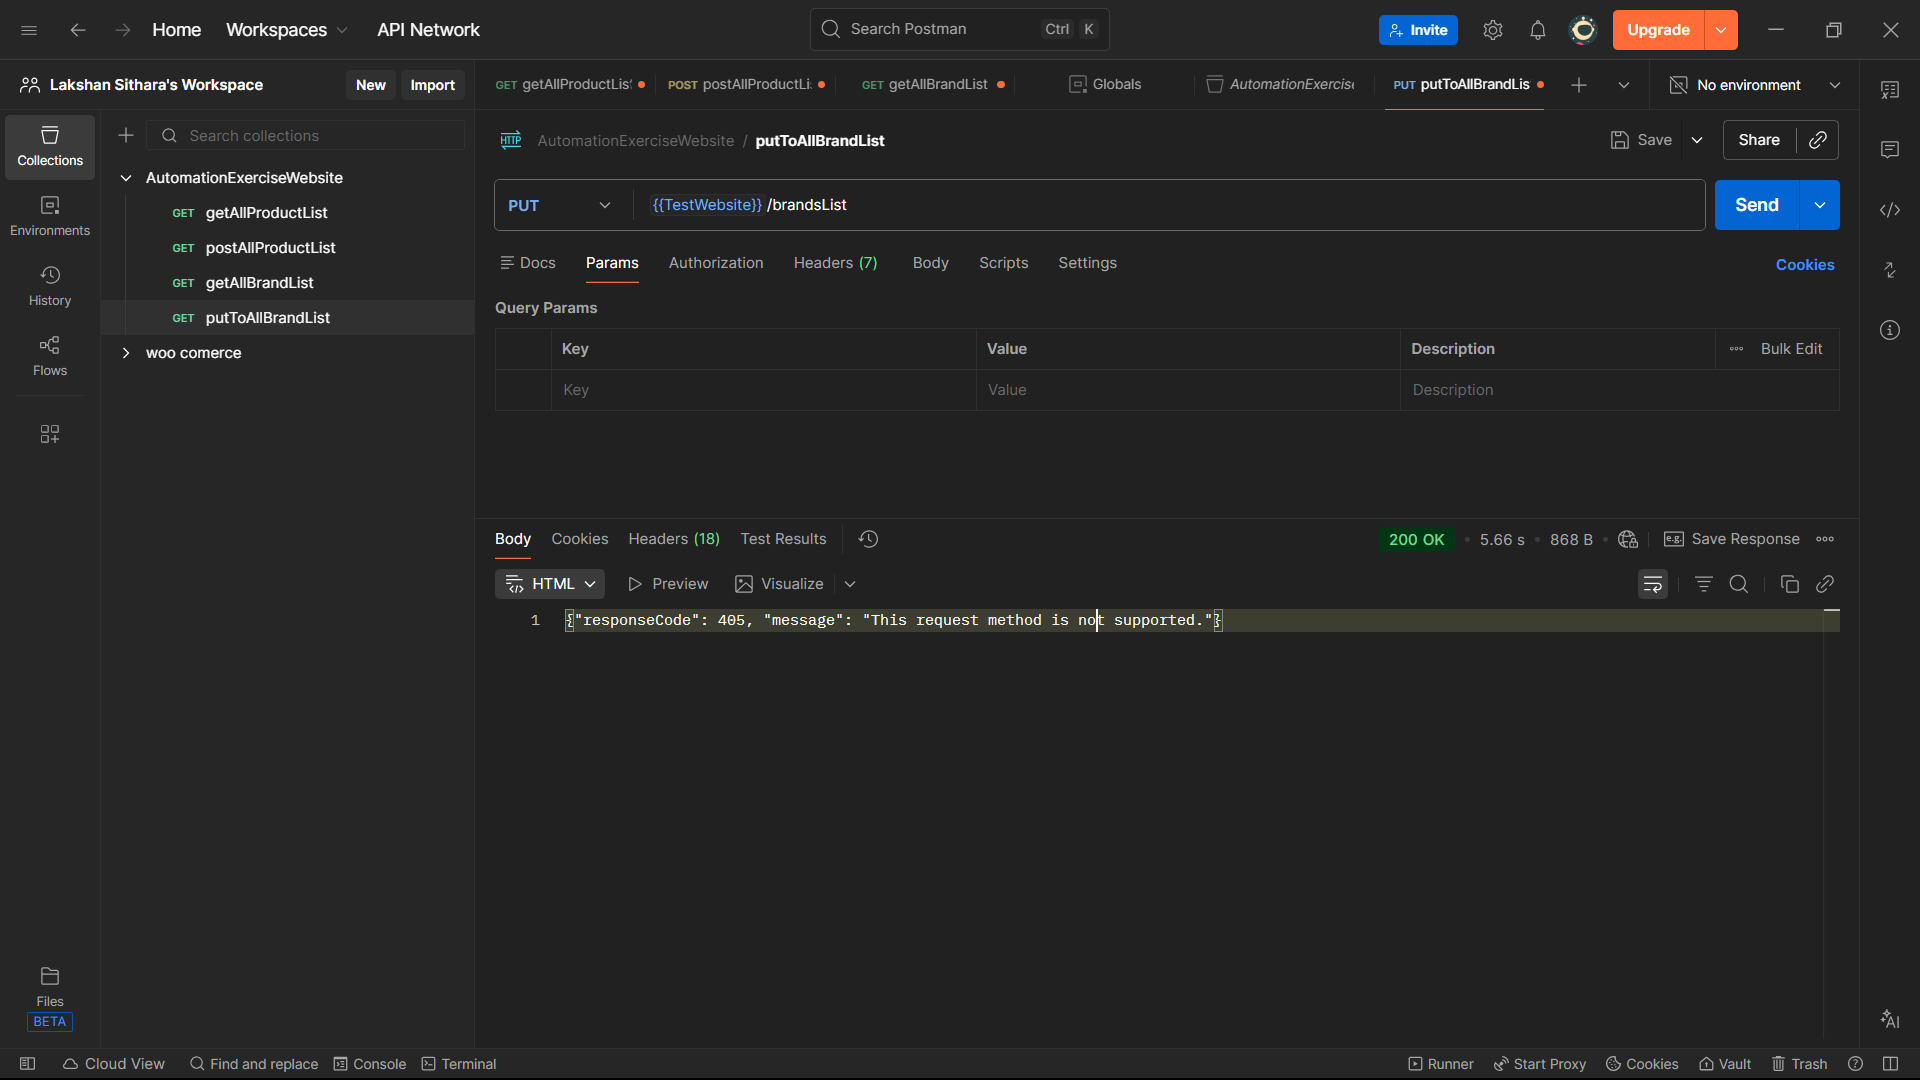 Home Workspaces API Network Search Postman Ctrl K Invite Upgrade
Lakshan Sithara's Workspace New Import
GET getAllProductList POST postAllProductLi GET getAllBrandList Globals AutomationExercise PUT putToAllBrandLis No environment
Collections
Environments
History
Flows
Files
BETA
Search collections
AutomationExerciseWebsite
GET getAllProductList
GET postAllProductList
GET getAllBrandList
GET putToAllBrandList
woo comerce
HTTP AutomationExerciseWebsite / putToAllBrandList Save Share
PUT {{TestWebsite}} /brandsList Send
Docs Params Authorization Headers (7) Body Scripts Settings Cookies
Query Params
Key Value Description Bulk Edit
Key Value Description
Body Cookies Headers (18) Test Results 200 OK • 5.66 s • 868 B • e.g. Save Response
HTML Preview Visualize
1 {"responseCode": 405, "message": "This request method is not supported."}
AI
Cloud View Find and replace Console Terminal Runner Start Proxy Cookies Vault Trash